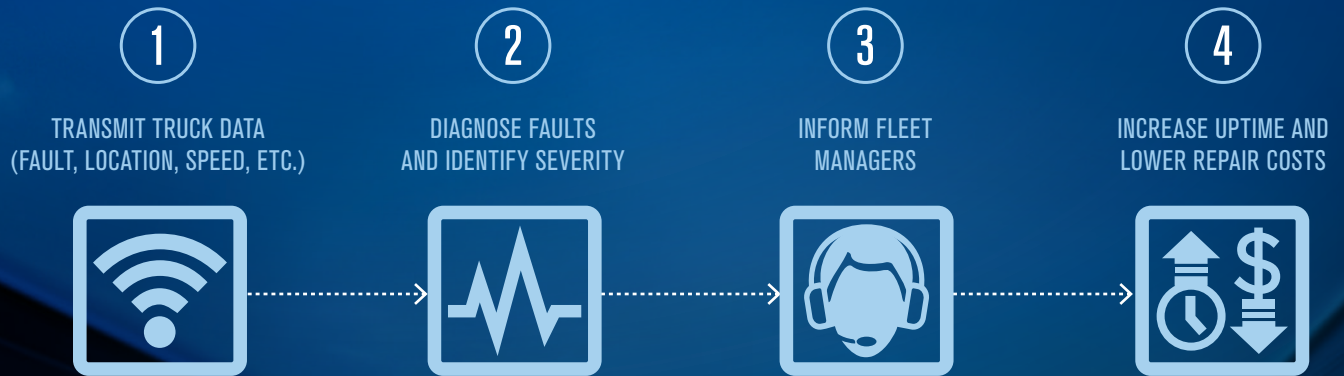 1
TRANSMIT TRUCK DATA
(FAULT, LOCATION, SPEED, ETC.)
2
DIAGNOSE FAULTS
AND IDENTIFY SEVERITY
3
INFORM FLEET
MANAGERS
4
INCREASE UPTIME AND
LOWER REPAIR COSTS
$